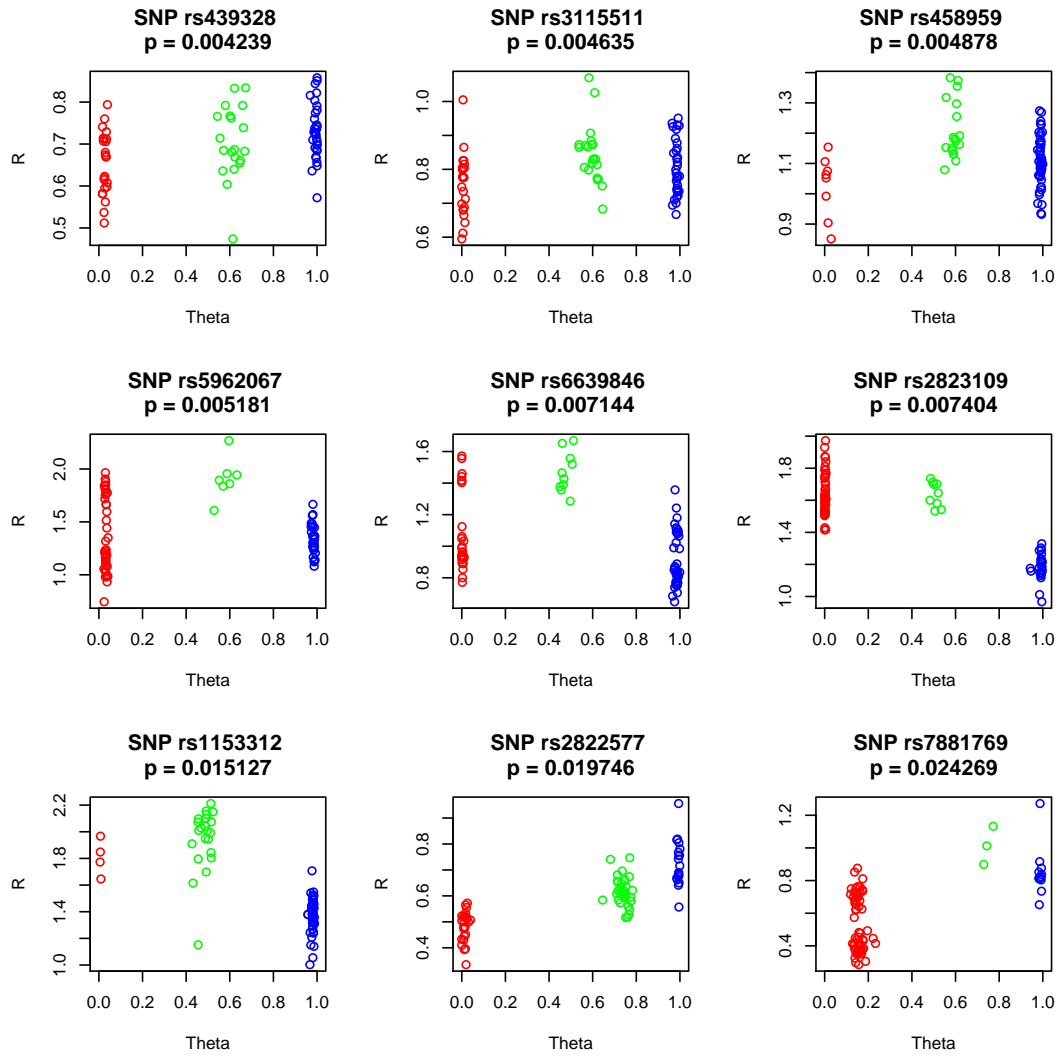 SNP rs439328
p = 0.004239
R
0.5 0.6 0.7 0.8
0.0 0.2 0.4 0.6 0.8 1.0
Theta
SNP rs3115511
p = 0.004635
R
0.6 0.8 1.0
0.0 0.2 0.4 0.6 0.8 1.0
Theta
SNP rs458959
p = 0.004878
R
0.9 1.1 1.3
0.0 0.2 0.4 0.6 0.8 1.0
Theta
SNP rs5962067
p = 0.005181
R
1.0 1.5 2.0
0.0 0.2 0.4 0.6 0.8 1.0
Theta
SNP rs6639846
p = 0.007144
R
0.8 1.2 1.6
0.0 0.2 0.4 0.6 0.8 1.0
Theta
SNP rs2823109
p = 0.007404
R
1.0 1.4 1.8
0.0 0.2 0.4 0.6 0.8 1.0
Theta
SNP rs1153312
p = 0.015127
R
1.0 1.4 1.8 2.2
0.0 0.2 0.4 0.6 0.8 1.0
Theta
SNP rs2822577
p = 0.019746
R
0.4 0.6 0.8
0.0 0.2 0.4 0.6 0.8 1.0
Theta
SNP rs7881769
p = 0.024269
R
0.4 0.8 1.2
0.0 0.2 0.4 0.6 0.8 1.0
Theta